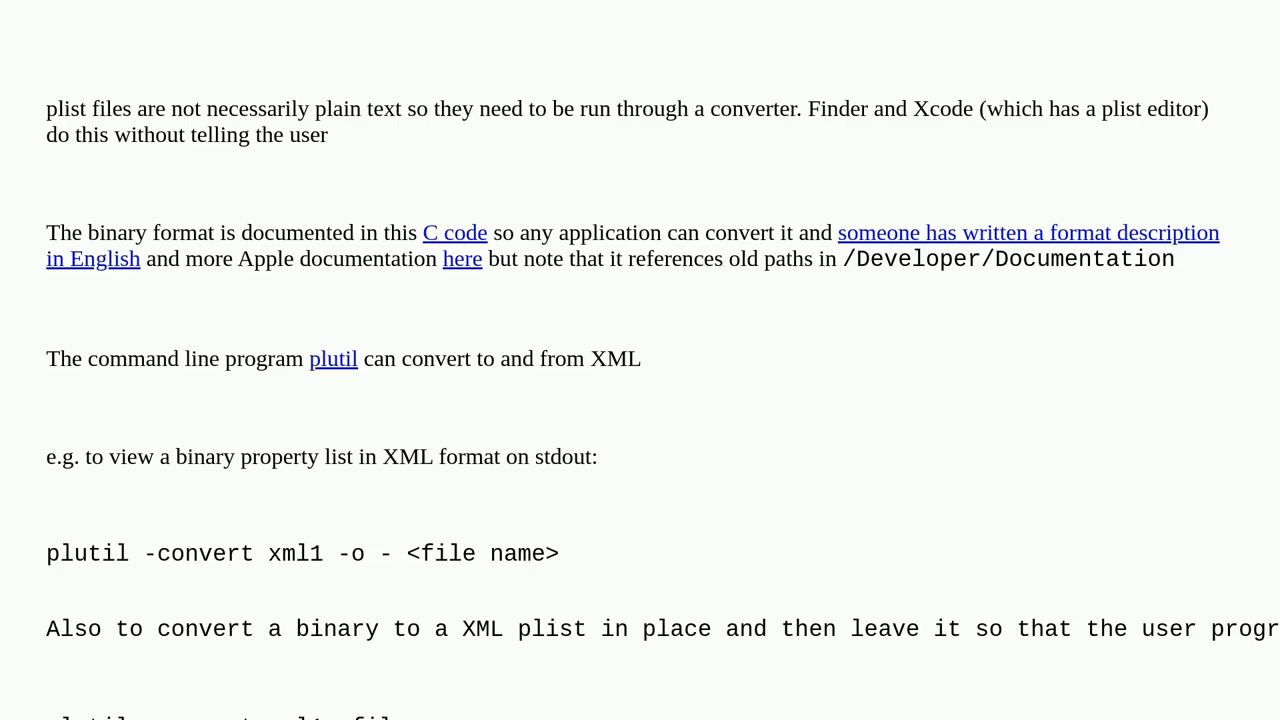 plist files are not necessarily plain text so they need to be run through a converter. Finder and Xcode (which has a plist editor)
do this without telling the user
The binary format is documented in this C code so any application can convert it and someone has written a format description
in English and more Apple documentation here but note that it references old paths in /Developer/Documentation
The command line program plutil can convert to and from XML
e.g. to view a binary property list in XML format on stdout:
plutil -convert xml1 -o - <file name>
Also to convert a binary to a XML plist in place and then leave it so that the user progr